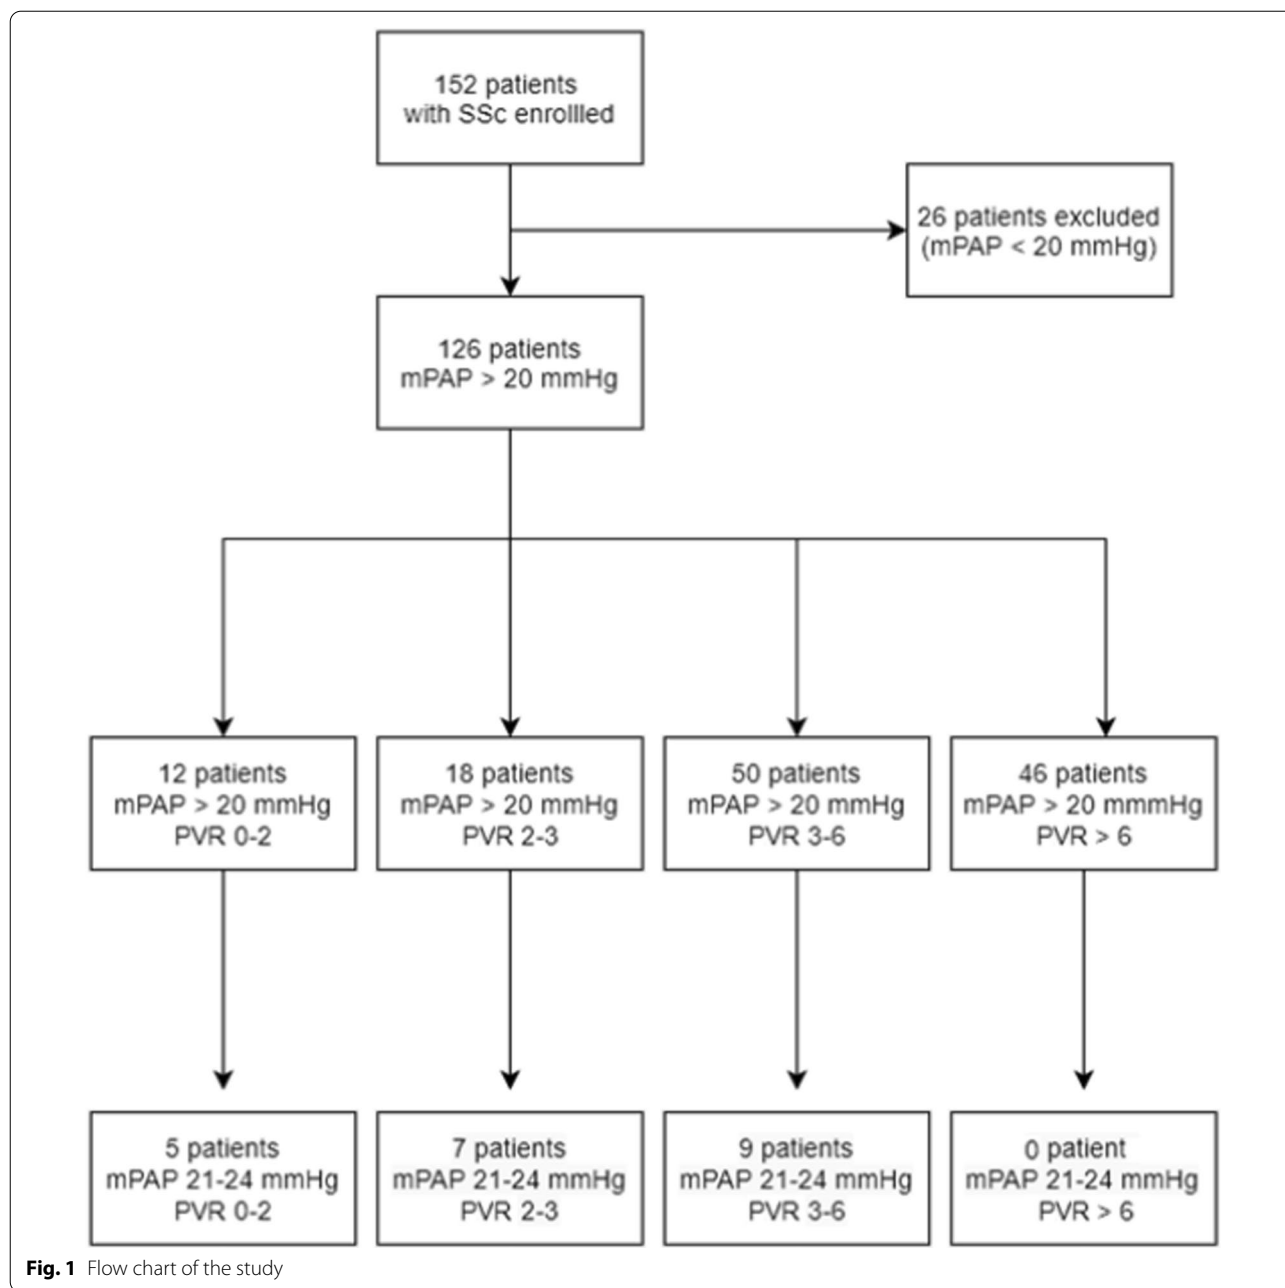 152 patients
with SSc enrollled
26 patients excluded
(mPAP < 20 mmHg)
126 patients
mPAP > 20 mmHg
12 patients
mPAP > 20 mmHg
PVR 0-2
18 patients
mPAP > 20 mmHg
PVR 2-3
50 patients
mPAP > 20 mmHg
PVR 3-6
46 patients
mPAP > 20 mmmHg
PVR > 6
5 patients
mPAP 21-24 mmHg
PVR 0-2
7 patients
mPAP 21-24 mmHg
PVR 2-3
9 patients
mPAP 21-24 mmHg
PVR 3-6
0 patient
mPAP 21-24 mmHg
PVR > 6
Fig. 1 Flow chart of the study